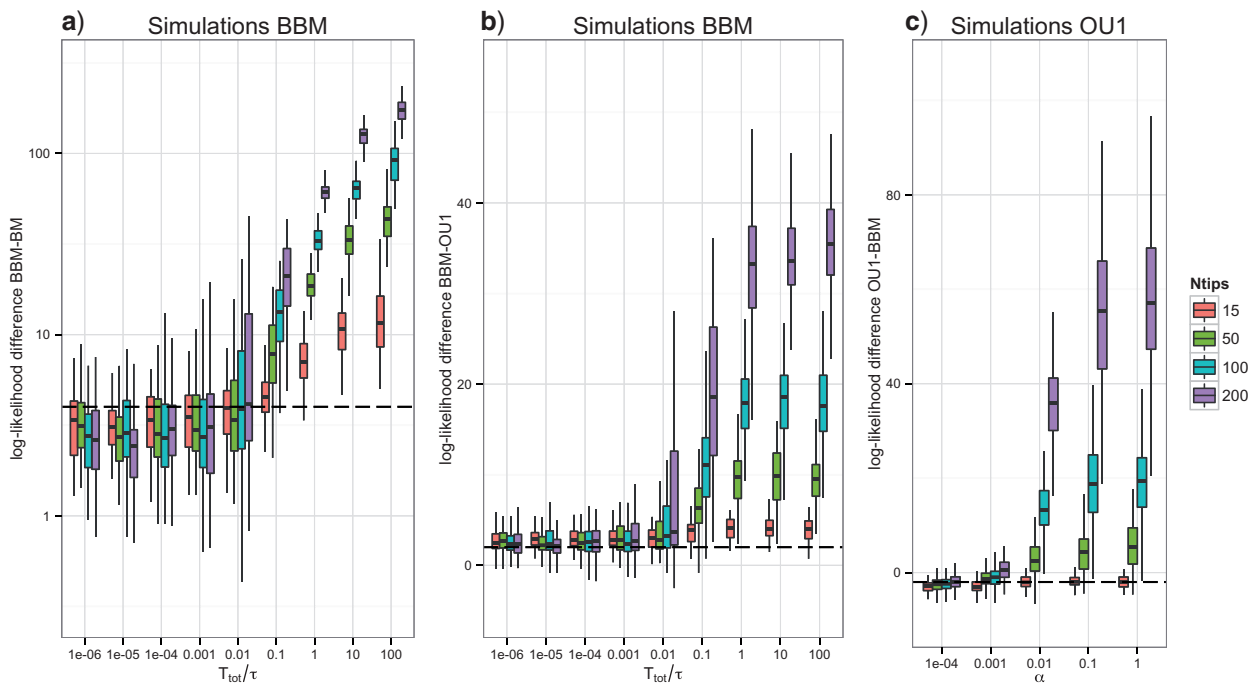 a) Simulations BBM
log-likelihood difference BBM-BM
100
10
1
1e-06 1e-05 1e-04 0.001 0.01 0.1 1 10 100
T_tot/τ
b) Simulations BBM
log-likelihood difference BBM-OU1
40
20
0
1e-06 1e-05 1e-04 0.001 0.01 0.1 1 10 100
T_tot/τ
c) Simulations OU1
log-likelihood difference OU1-BBM
80
40
0
1e-04 0.001 0.01 0.1 1
α
Ntips
15
50
100
200